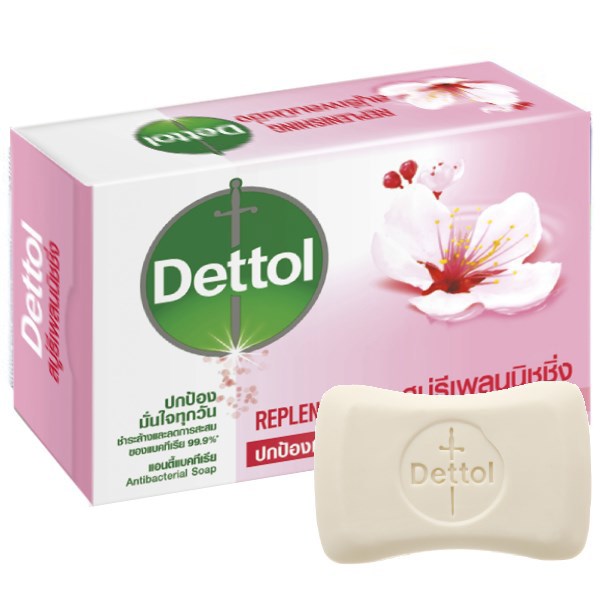 Dettol
REPLENISHING
Dettol
สบู่รีเพลนนิชชิ่ง
Dettol
ปกป้อง
มั่นใจทุกวัน
ชำระล้างและลดการสะสม
ของแบคทีเรีย 99.9%*
แอนตี้แบคทีเรีย
Antibacterial Soap
สบู่รีเพลนนิชชิ่ง
ปกป้อง
Dettol